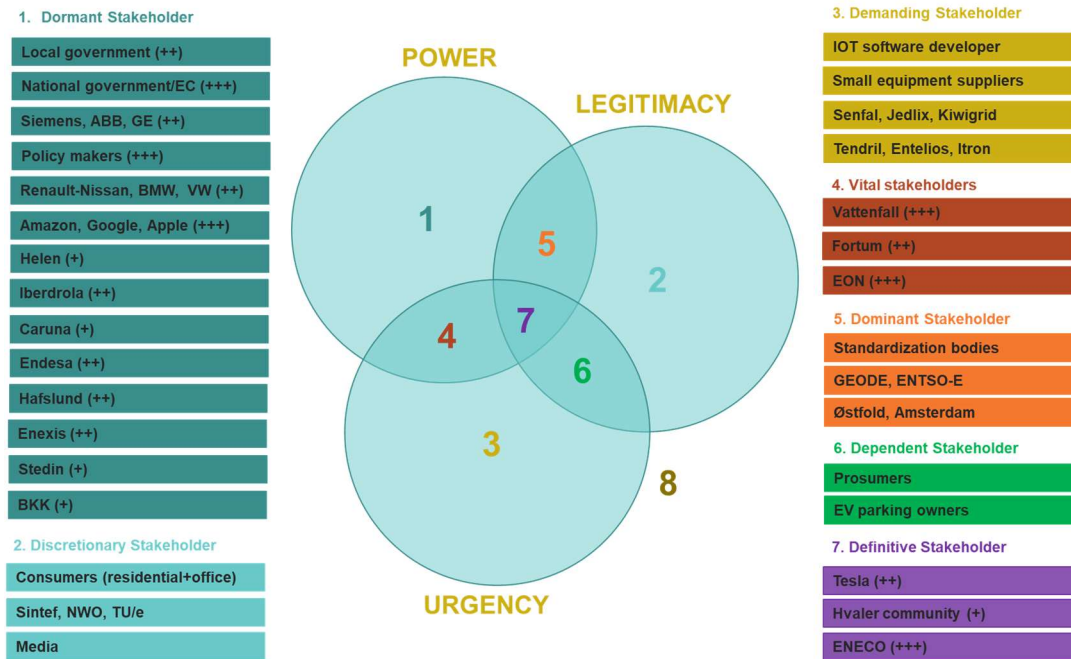 1. Dormant Stakeholder
Local government (++)
National government/EC (+++)
Siemens, ABB, GE (++)
Policy makers (+++)
Renault-Nissan, BMW, VW (++)
Amazon, Google, Apple (+++)
Helen (+)
Iberdrola (++)
Caruna (+)
Endesa (++)
Hafslund (++)
Enexis (++)
Stedin (+)
BKK (+)
2. Discretionary Stakeholder
Consumers (residential+office)
Sintef, NWO, TU/e
Media
POWER
LEGITIMACY
1
5
2
7
4
6
3
8
URGENCY
3. Demanding Stakeholder
IOT software developer
Small equipment suppliers
Senfal, Jedlix, Kiwigrid
Tendril, Entelios, Itron
4. Vital stakeholders
Vattenfall (+++)
Fortum (++)
EON (+++)
5. Dominant Stakeholder
Standardization bodies
GEODE, ENTSO-E
Østfold, Amsterdam
6. Dependent Stakeholder
Prosumers
EV parking owners
7. Definitive Stakeholder
Tesla (++)
Hvaler community (+)
ENECO (+++)